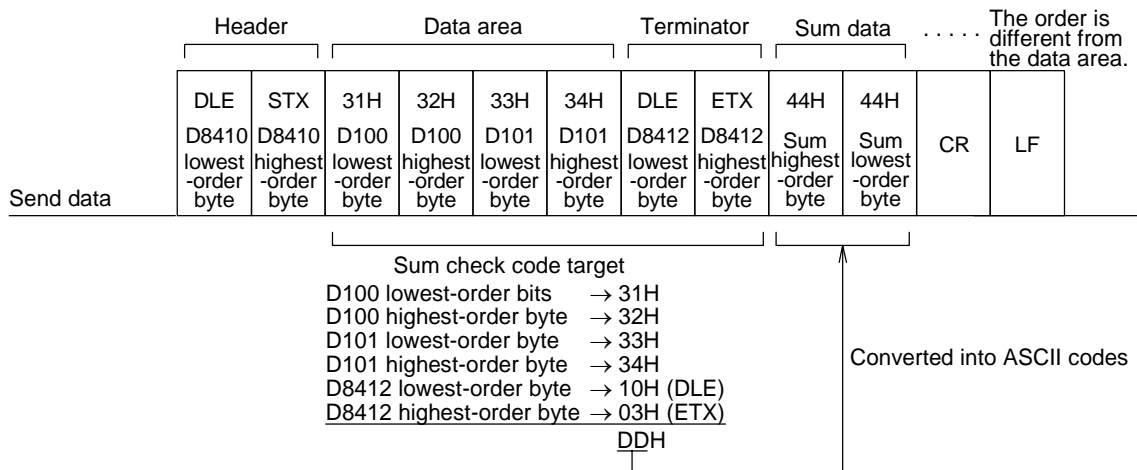 Header Data area Terminator Sum data . . . . . The order is
different from
the data area.
DLE STX 31H 32H 33H 34H DLE ETX 44H 44H CR LF
D8410 D8410 D100 D100 D101 D101 D8412 D8412 Sum Sum
lowest highest lowest highest lowest highest lowest highest highest lowest
-order -order -order -order -order -order -order -order -order -order
byte byte byte byte byte byte byte byte byte byte
Send data
Sum check code target
D100 lowest-order bits → 31H
D100 highest-order byte → 32H
D101 lowest-order byte → 33H
D101 highest-order byte → 34H
D8412 lowest-order byte → 10H (DLE)
D8412 highest-order byte → 03H (ETX)
DDH
Converted into ASCII codes